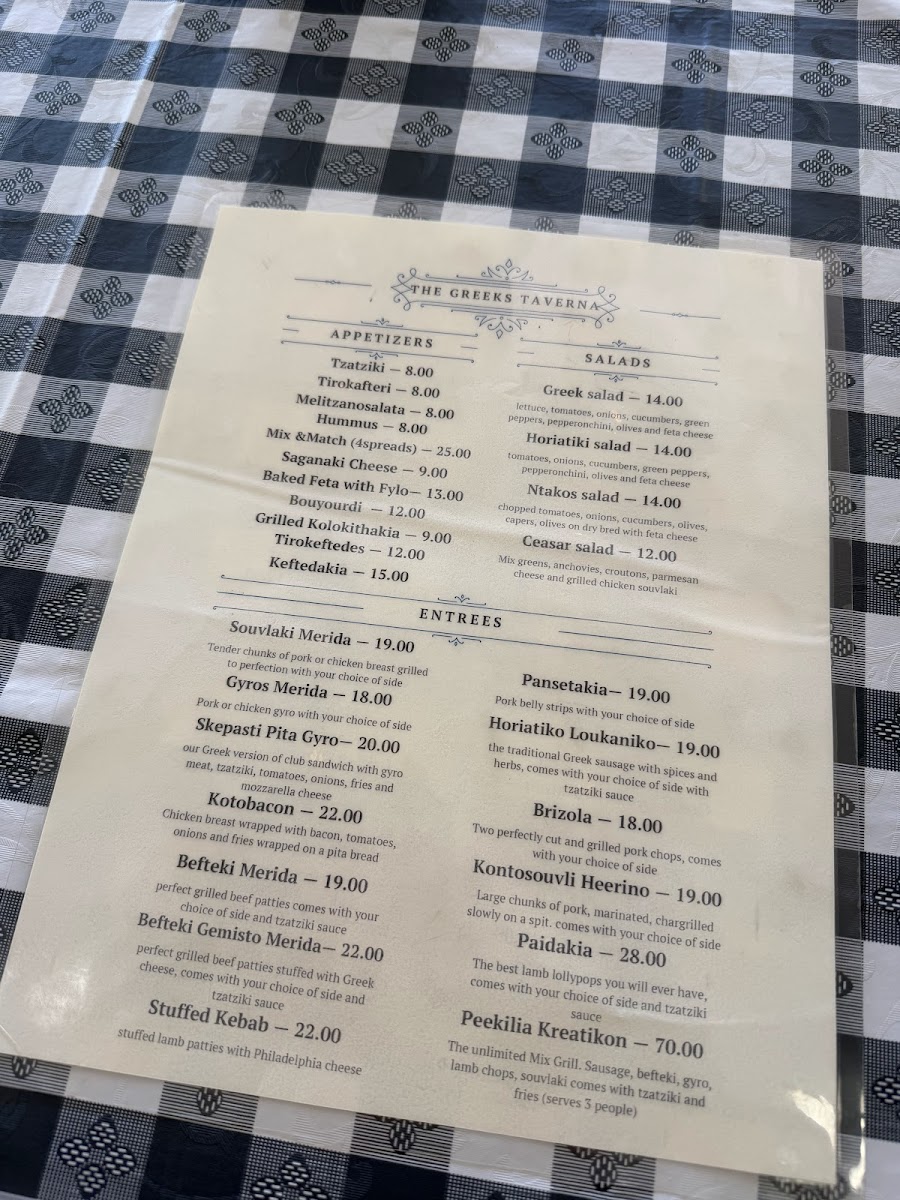 THE GREEKS TAVERNA
APPETIZERS
Tzatziki — 8.00
Tirokafteri — 8.00
Melitzanosalata — 8.00
Hummus — 8.00
Mix &Match (4spreads) — 25.00
Saganaki Cheese — 9.00
Baked Feta with Fylo— 13.00
Bouyourdi — 12.00
Grilled Kolokithakia — 9.00
Tirokeftedes — 12.00
Keftedakia — 15.00
SALADS
Greek salad — 14.00
lettuce, tomatoes, onions, cucumbers, green
peppers, pepperonchini, olives and feta cheese
Horiatiki salad — 14.00
tomatoes, onions, cucumbers, green peppers,
pepperonchini, olives and feta cheese
Ntakos salad — 14.00
chopped tomatoes, onions, cucumbers, olives,
capers, olives on dry bred with feta cheese
Ceasar salad — 12.00
Mix greens, anchovies, croutons, parmesan
cheese and grilled chicken souvlaki
ENTREES
Souvlaki Merida — 19.00
Tender chunks of pork or chicken breast grilled
to perfection with your choice of side
Gyros Merida — 18.00
Pork or chicken gyro with your choice of side
Skepasti Pita Gyro— 20.00
our Greek version of club sandwich with gyro
meat, tzatziki, tomatoes, onions, fries and
mozzarella cheese
Kotobacon — 22.00
Chicken breast wrapped with bacon, tomatoes,
onions and fries wrapped on a pita bread
Befteki Merida — 19.00
perfect grilled beef patties comes with your
choice of side and tzatziki sauce
Befteki Gemisto Merida— 22.00
perfect grilled beef patties stuffed with Greek
cheese, comes with your choice of side and
tzatziki sauce
Stuffed Kebab — 22.00
stuffed lamb patties with Philadelphia cheese
Pansetakia— 19.00
Pork belly strips with your choice of side
Horiatiko Loukaniko— 19.00
the traditional Greek sausage with spices and
herbs, comes with your choice of side with
tzatziki sauce
Brizola — 18.00
Two perfectly cut and grilled pork chops, comes
with your choice of side
Kontosouvli Heerino — 19.00
Large chunks of pork, marinated, chargrilled
slowly on a spit. comes with your choice of side
Paidakia — 28.00
The best lamb lollypops you will ever have,
comes with your choice of side and tzatziki
sauce
Peekilia Kreatikon — 70.00
The unlimited Mix Grill. Sausage, befteki, gyro,
lamb chops, souvlaki comes with tzatziki and
fries (serves 3 people)